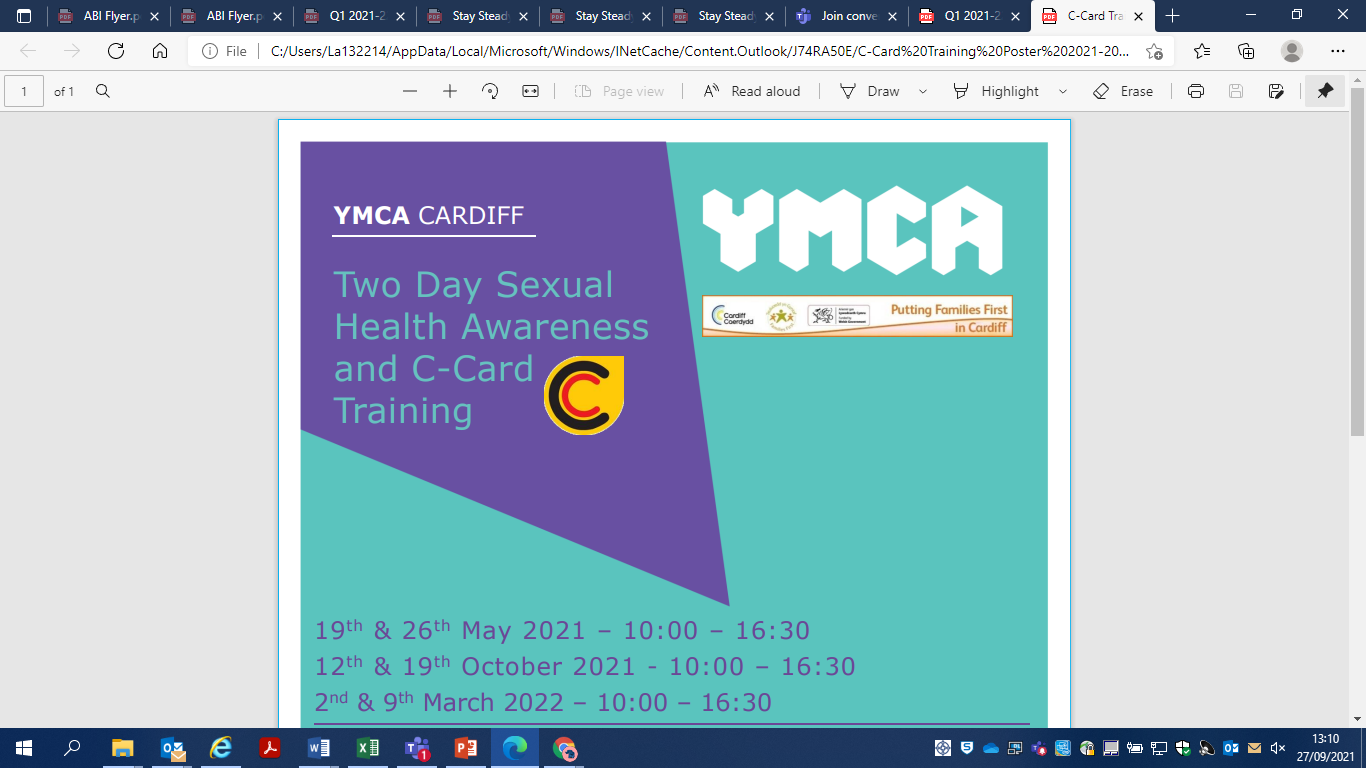 ABI Flyer.p
ABI Flyer.p
Q1 2021-2
Stay Stead
Stay Stead
Stay Stead
Join conve
Q1 2021-2
C-Card Tra
File
C:/Users/La132214/AppData/Local/Microsoft/Windows/INetCache/Content.Outlook/J74RA50E/C-Card%20Training%20Poster%202021-20...
1 of 1
Page view
Read aloud
Draw
Highlight
Erase
YMCA CARDIFF
Two Day Sexual
Health Awareness
and C-Card
Training
YMCA
Cardiff
Caerdydd
Putting Families First
in Cardiff
19th & 26th May 2021 – 10:00 – 16:30
12th & 19th October 2021 - 10:00 – 16:30
2nd & 9th March 2022 – 10:00 – 16:30
13:10
27/09/2021